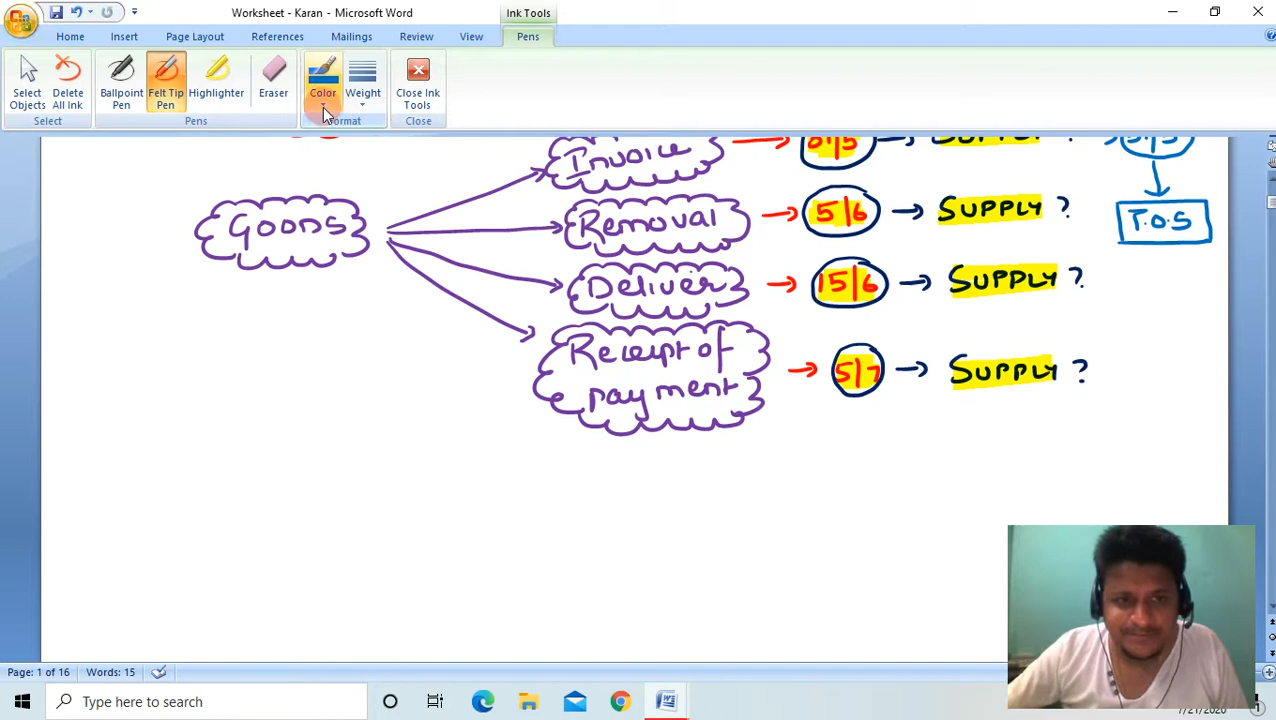 Worksheet - Karan - Microsoft Word
Ink Tools
Home Insert Page Layout References Mailings Review View Pens
Select Objects
Delete All Ink
Ballpoint Pen
Felt Tip Pen
Highlighter
Eraser
Color
Weight
Close Ink Tools
Select
Pens
Format
Close
Invoice
Goods
Removal 5|6 SUPPLY ?
T.O.S
Deliver 15|6 SUPPLY ?
Receipt of payment 5|7 SUPPLY ?
Page: 1 of 16 Words: 15
Type here to search